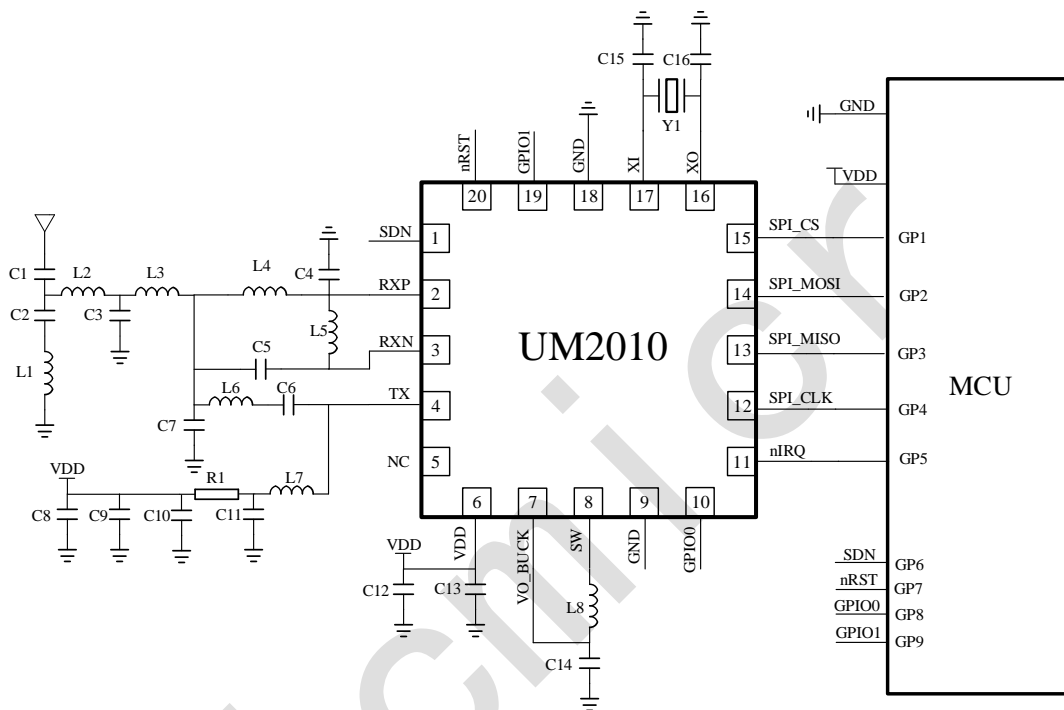 C15
C16
Y1
GND
VDD
nRST
GPIO1
GND
XI
XO
20
19
18
17
16
SDN
1
15
SPI_CS
GP1
C1
L2
L3
L4
C4
RXP
2
14
SPI_MOSI
GP2
C2
C3
L5
RXN
3
UM2010
13
SPI_MISO
GP3
MCU
L1
C5
L6
C6
TX
4
12
SPI_CLK
GP4
C7
NC
5
11
nIRQ
GP5
VDD
R1
L7
C8
C9
C10
C11
6
7
8
9
10
VDD
VDD
VO_BUCK
SW
GND
GPIO0
C12
C13
L8
C14
SDN
GP6
nRST
GP7
GPIO0
GP8
GPIO1
GP9
cmicr